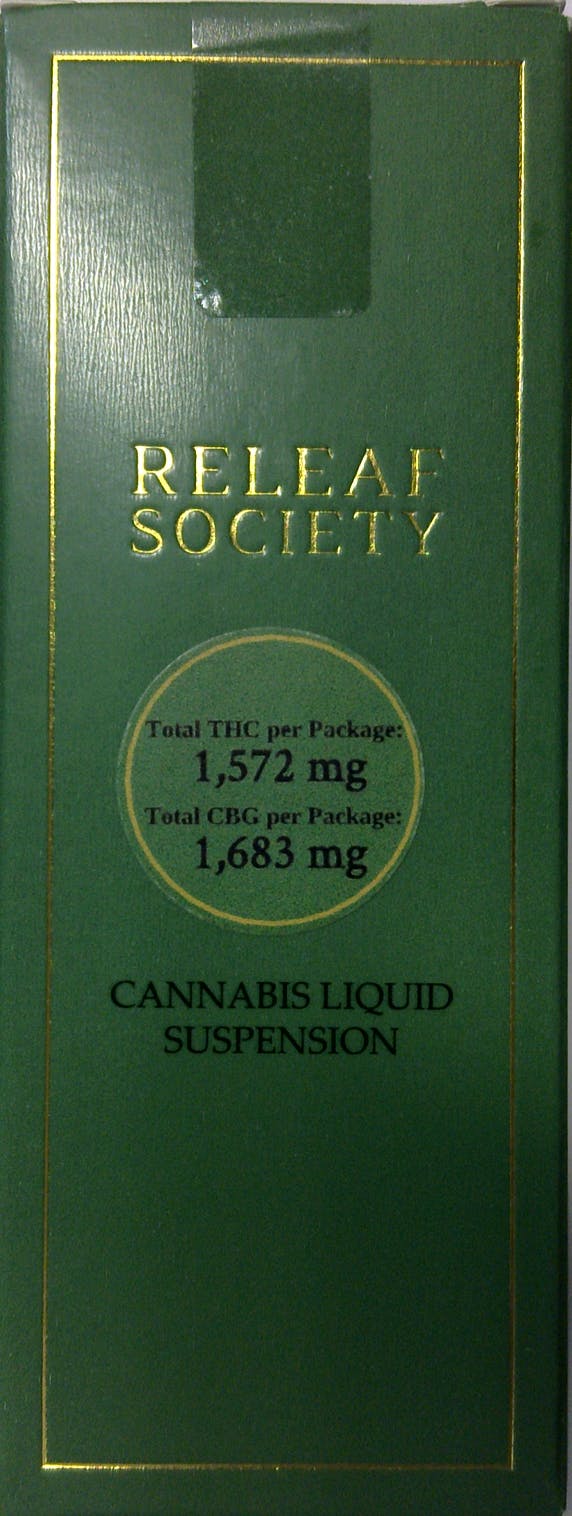 RELEAF
SOCIETY
Total THC per Package:
1,572 mg
Total CBG per Package:
1,683 mg
CANNABIS LIQUID
SUSPENSION